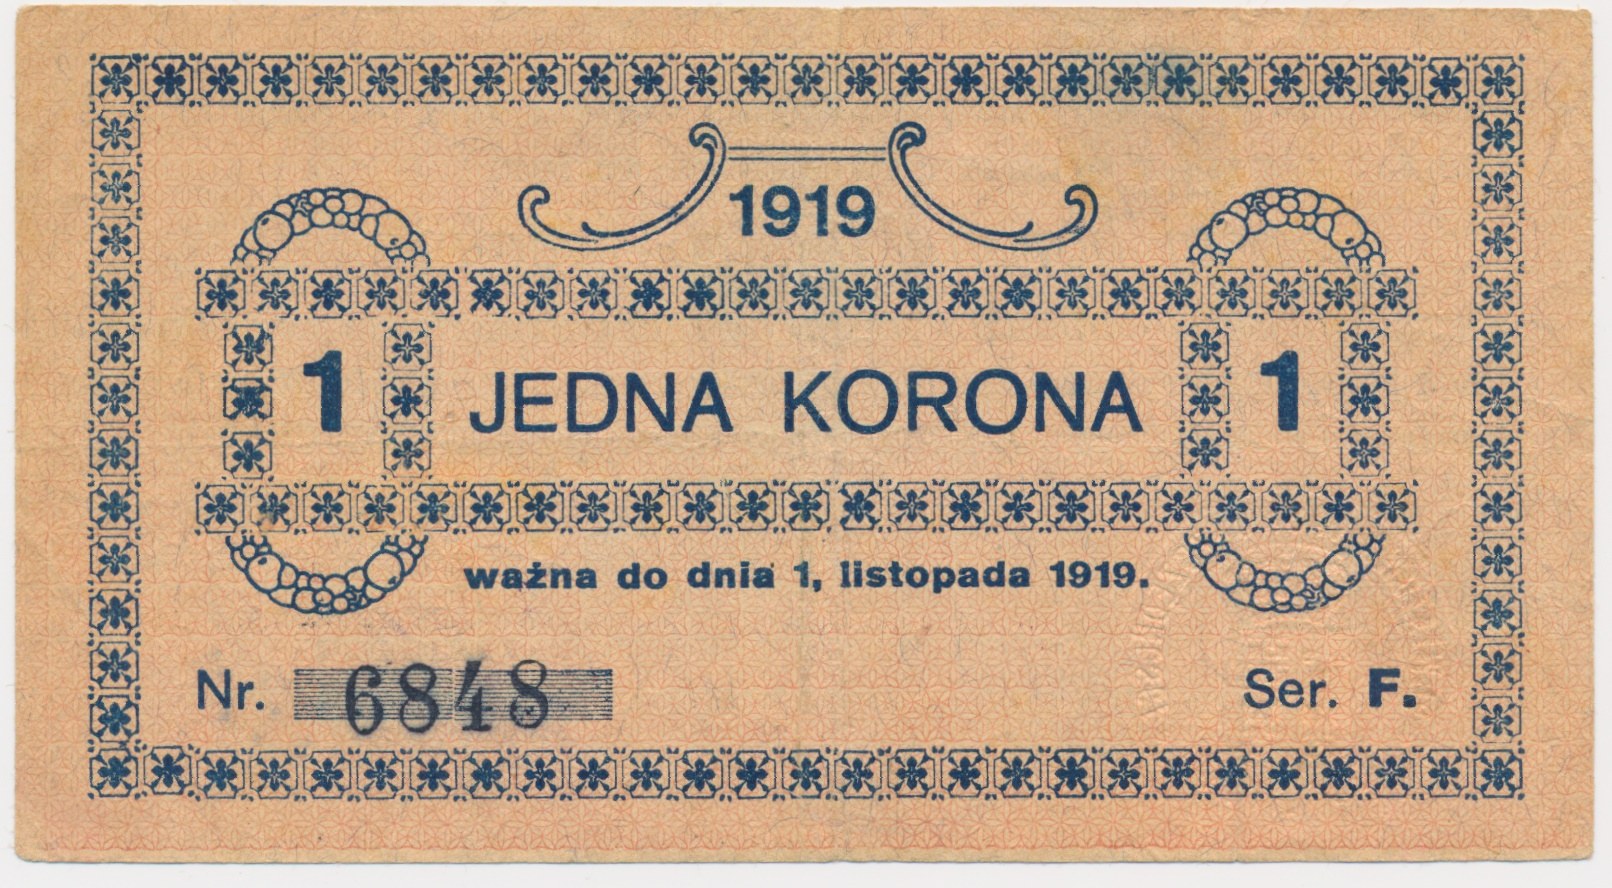 1919
1 JEDNA KORONA 1
ważna do dnia 1, listopada 1919.
Nr. 6848 Ser. F.